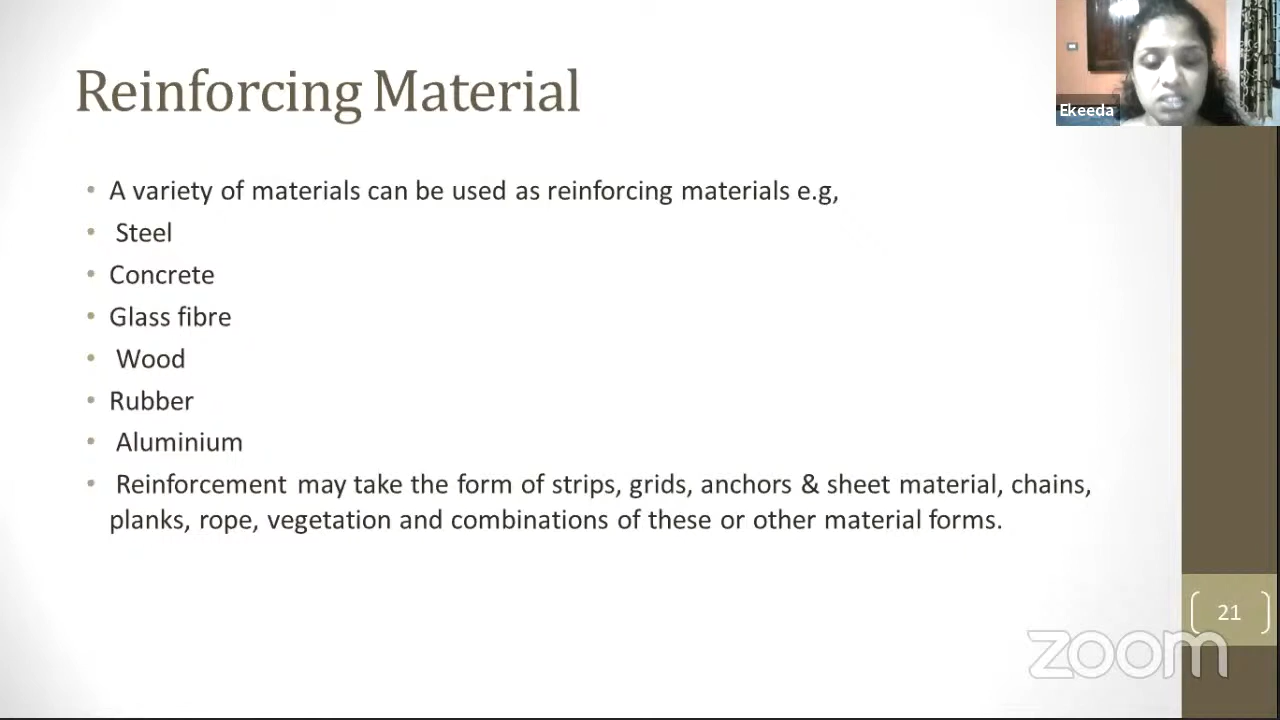 Reinforcing Material
Ekeeda
• A variety of materials can be used as reinforcing materials e.g,
• Steel
• Concrete
• Glass fibre
• Wood
• Rubber
• Aluminium
• Reinforcement may take the form of strips, grids, anchors & sheet material, chains,
planks, rope, vegetation and combinations of these or other material forms.
21
zoom